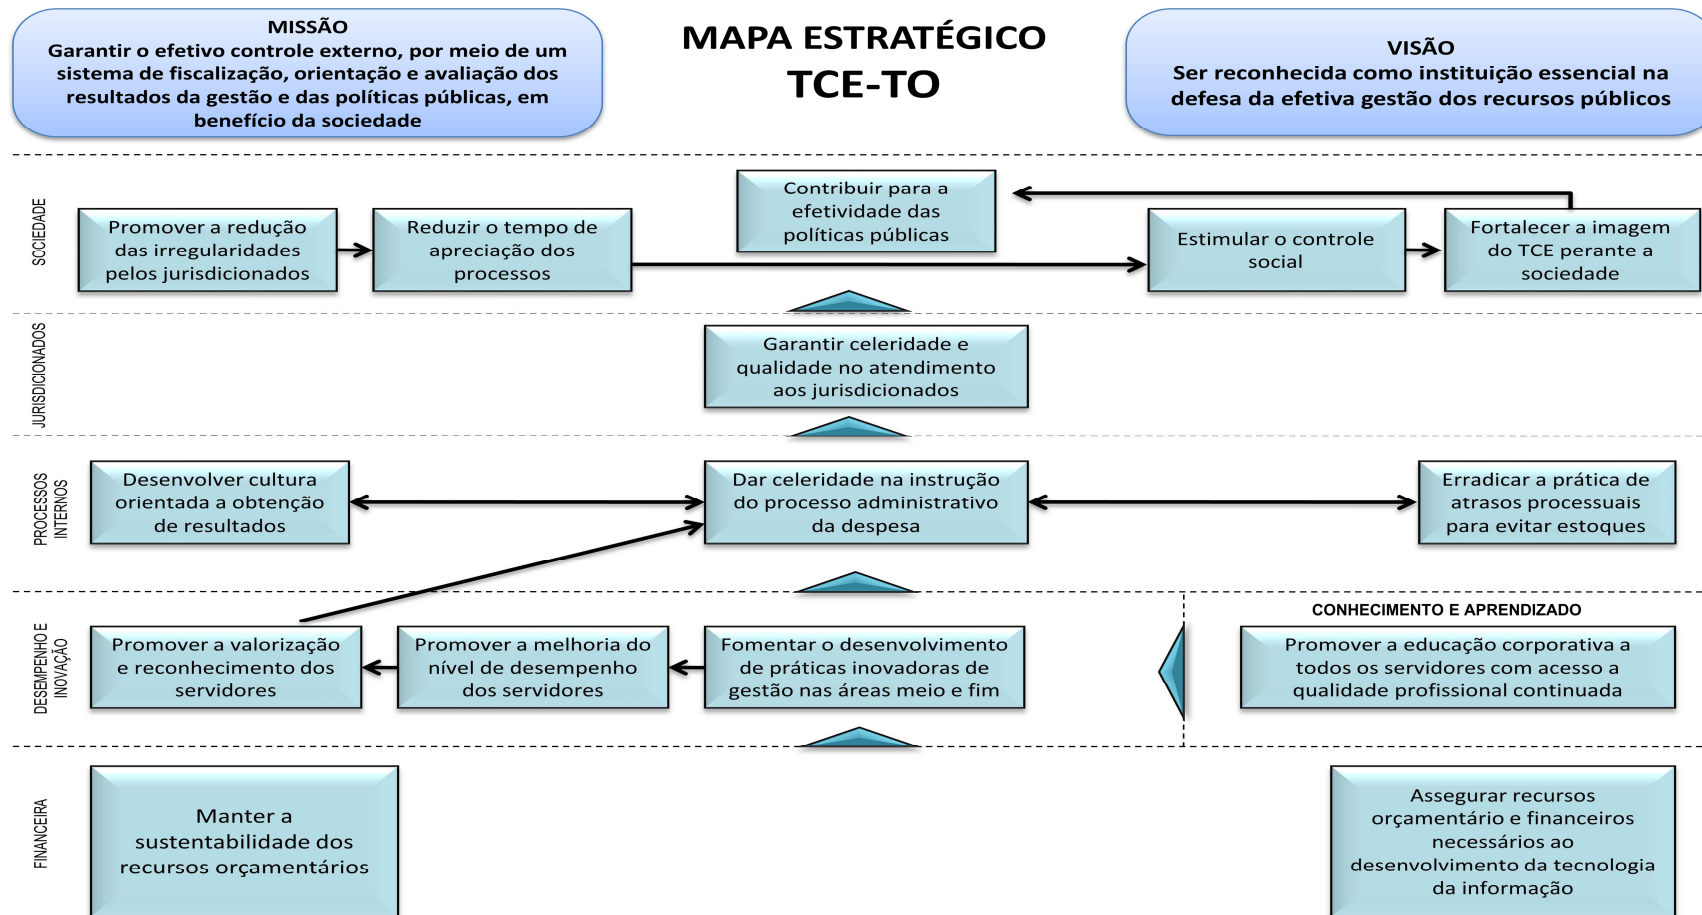 MISSÃO
Garantir o efetivo controle externo, por meio de um
sistema de fiscalização, orientação e avaliação dos
resultados da gestão e das políticas públicas, em
benefício da sociedade
MAPA ESTRATÉGICO
TCE-TO
VISÃO
Ser reconhecida como instituição essencial na
defesa da efetiva gestão dos recursos públicos
SOCIEDADE
Promover a redução
das irregularidades
pelos jurisdicionados
Reduzir o tempo de
apreciação dos
processos
Contribuir para a
efetividade das
políticas públicas
Estimular o controle
social
Fortalecer a imagem
do TCE perante a
sociedade
JURISDICIONADOS
Garantir celeridade e
qualidade no atendimento
aos jurisdicionados
PROCESSOS
INTERNOS
Desenvolver cultura
orientada a obtenção
de resultados
Dar celeridade na instrução
do processo administrativo
da despesa
Erradicar a prática de
atrasos processuais
para evitar estoques
DESEMPENHO E
INOVAÇÃO
Promover a valorização
e reconhecimento dos
servidores
Promover a melhoria do
nível de desempenho
dos servidores
Fomentar o desenvolvimento
de práticas inovadoras de
gestão nas áreas meio e fim
CONHECIMENTO E APRENDIZADO
Promover a educação corporativa a
todos os servidores com acesso a
qualidade profissional continuada
FINANCEIRA
Manter a
sustentabilidade dos
recursos orçamentários
Assegurar recursos
orçamentário e financeiros
necessários ao
desenvolvimento da tecnologia
da informação